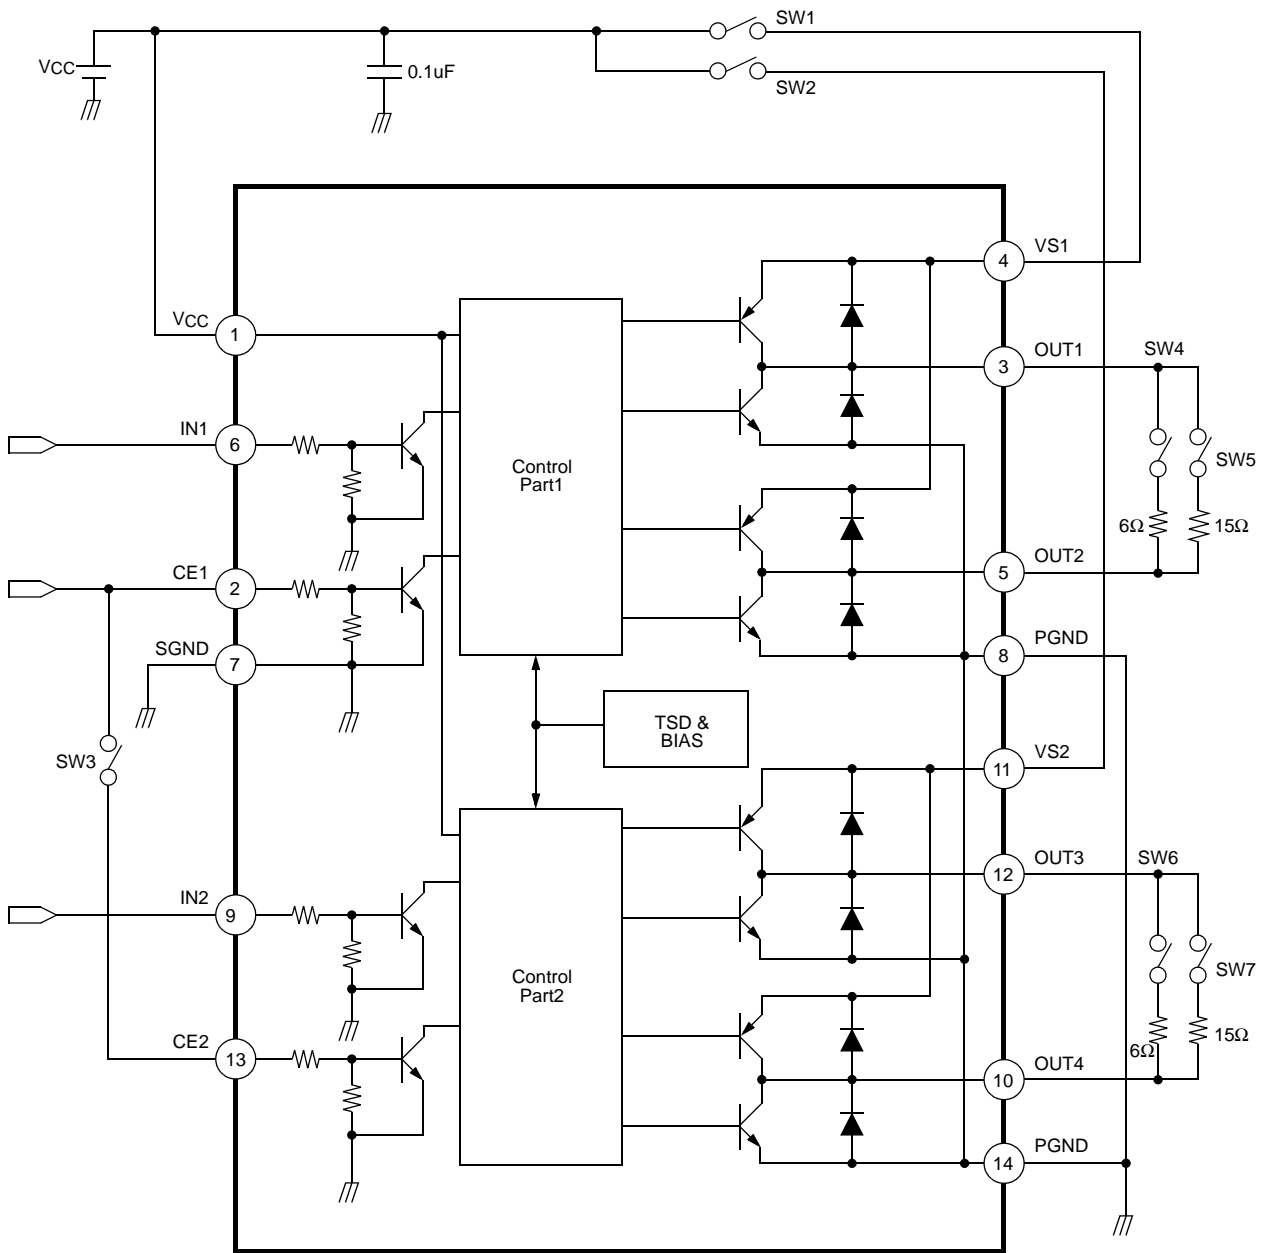 SW1
VCC
0.1uF
SW2
VS1
4
VCC
1
OUT1
3
SW4
IN1
6
Control
Part1
SW5
6Ω
15Ω
OUT2
5
CE1
2
SGND
7
PGND
8
TSD &
BIAS
SW3
VS2
11
OUT3
12
SW6
IN2
9
Control
Part2
SW7
6Ω
15Ω
CE2
13
OUT4
10
PGND
14